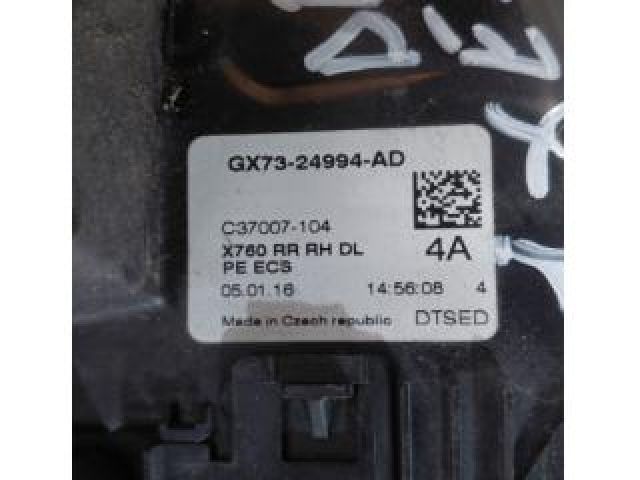 GX73-24994-AD
C37007-104
X760 RR RH DL 4A
PE ECS
05.01.16 14:56:08 4
Made in Czech republic DTSED